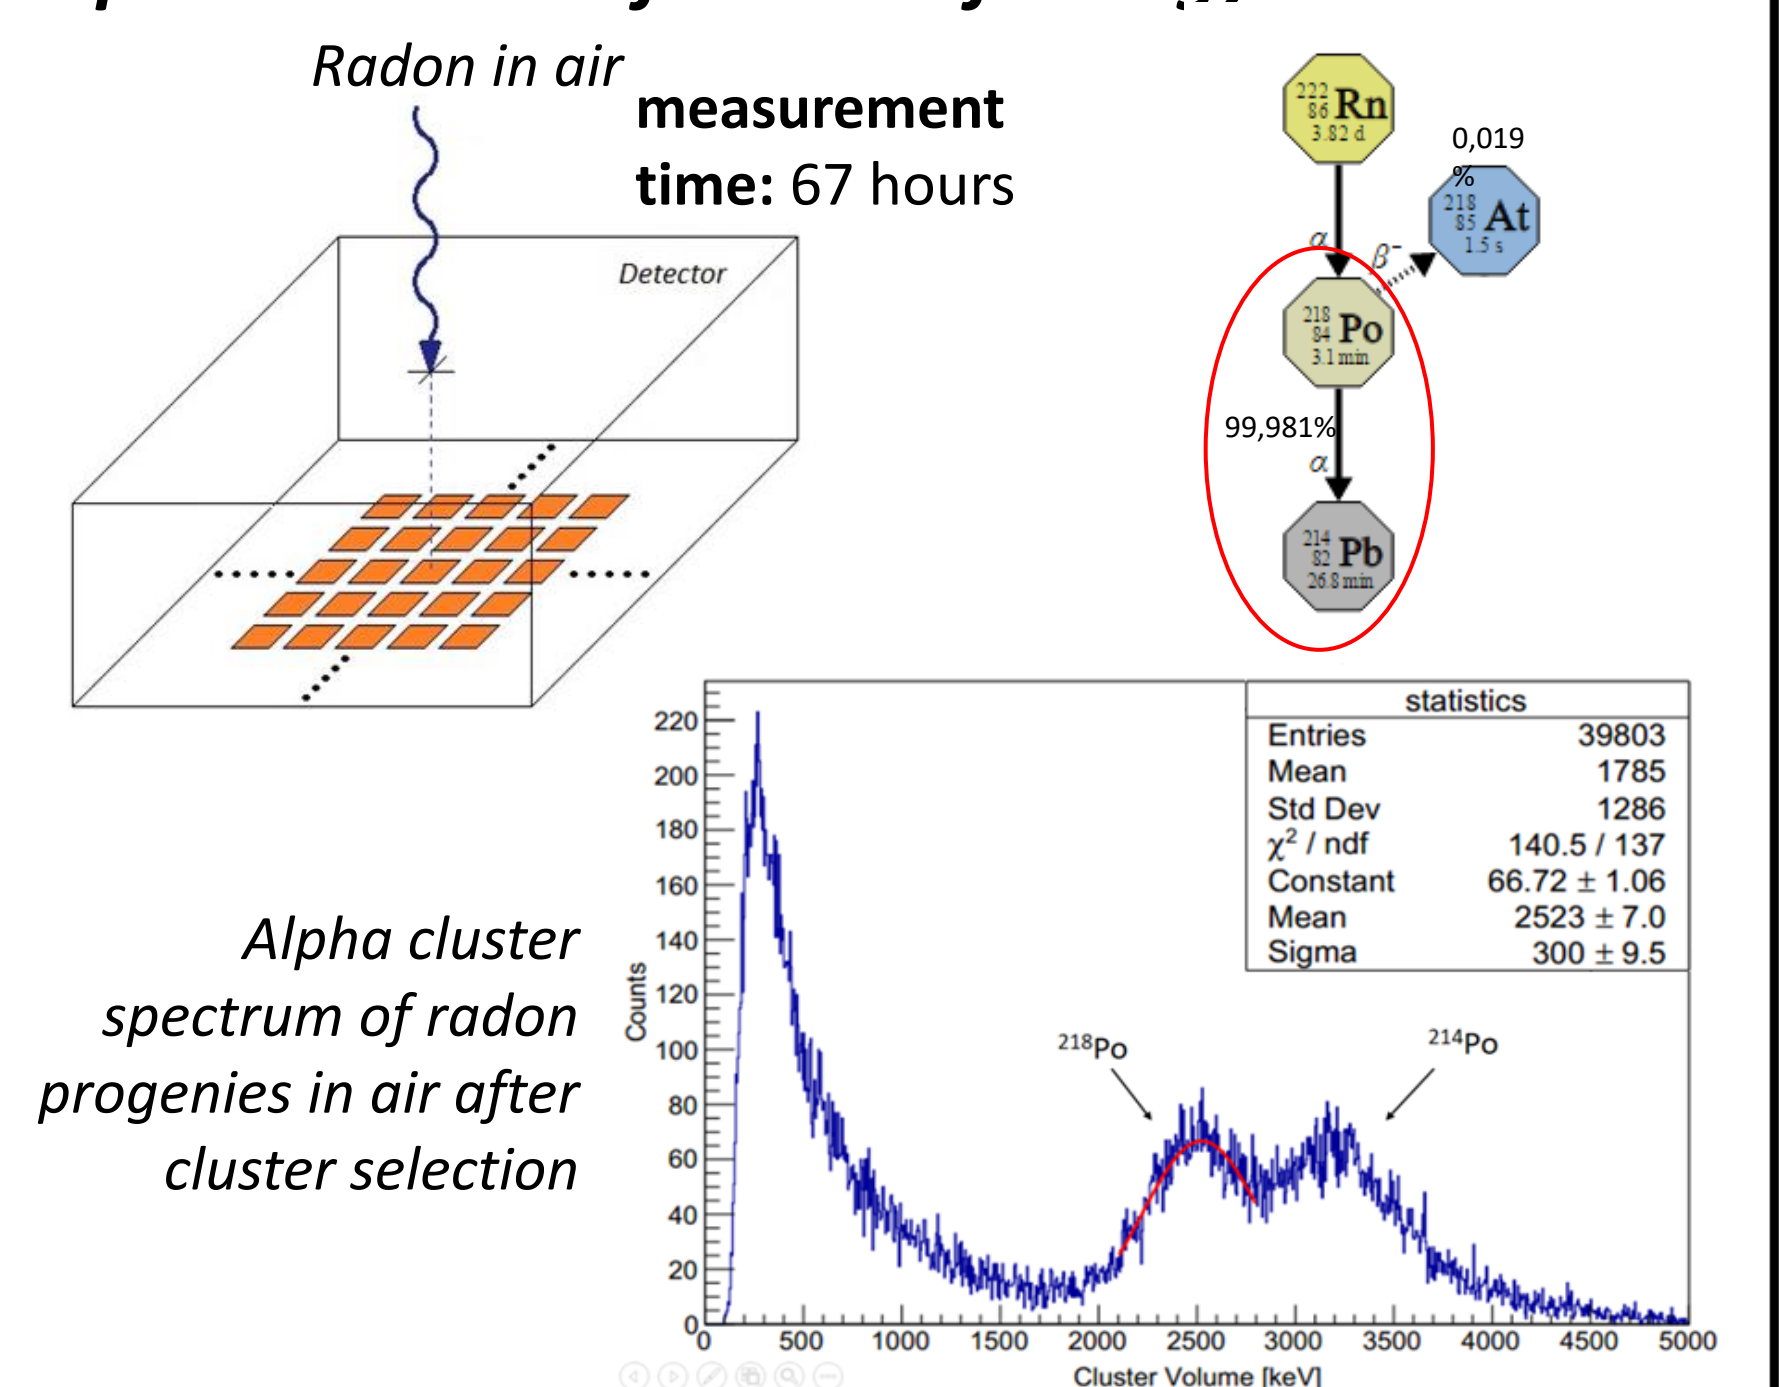 Radon in air
measurement
time: 67 hours
Detector
222
86 Rn
3.82 d
0,019
%
218
85 At
1.5 s
α
β⁻
218
84 Po
3.1 min
99,981%
α
214
82 Pb
26.8 min
Alpha cluster
spectrum of radon
progenies in air after
cluster selection
statistics
Entries 39803
Mean 1785
Std Dev 1286
χ² / ndf 140.5 / 137
Constant 66.72 ± 1.06
Mean 2523 ± 7.0
Sigma 300 ± 9.5
²¹⁸Po
²¹⁴Po
Counts
220
200
180
160
140
120
100
80
60
40
20
0
0 500 1000 1500 2000 2500 3000 3500 4000 4500 5000
Cluster Volume [keV]